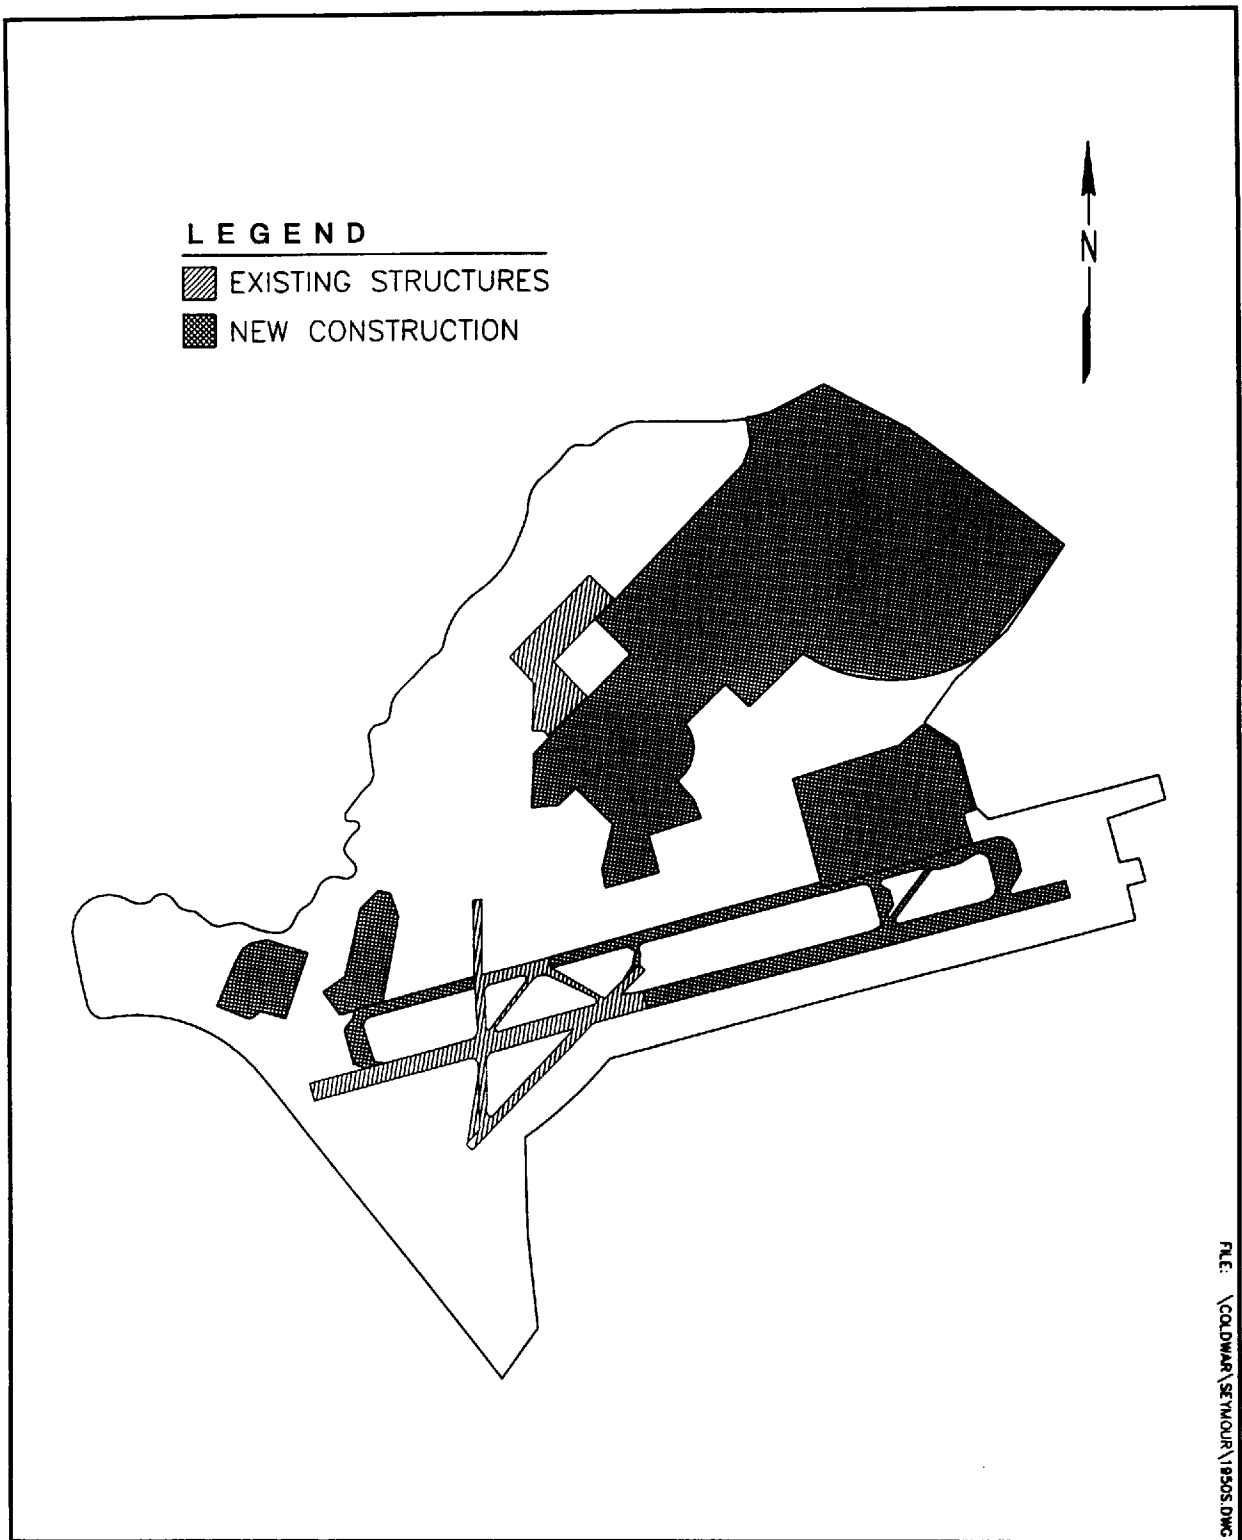 LEGEND
EXISTING STRUCTURES
NEW CONSTRUCTION
N
FILE: \COLDWAR\SEYMOUR\1950S.DWG